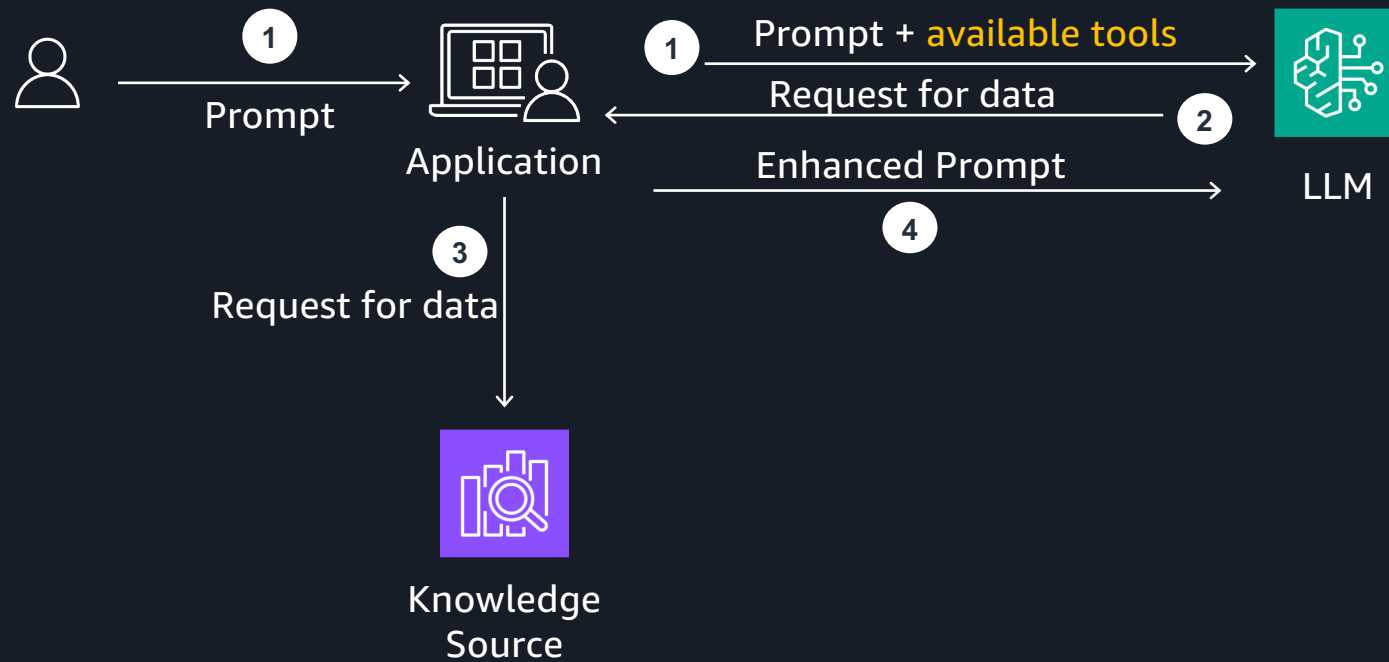 1
Prompt
Application
1
Prompt + available tools
Request for data
2
Enhanced Prompt
4
LLM
3
Request for data
Knowledge
Source